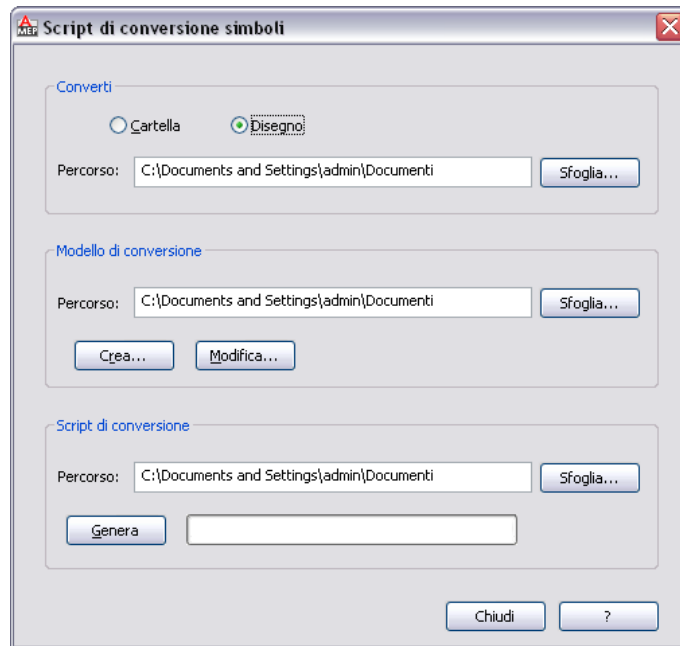 A
MEP
Script di conversione simboli
Converti
Cartella
Disegno
Percorso:
C:\Documents and Settings\admin\Documenti
Sfoglia...
Modello di conversione
Percorso:
C:\Documents and Settings\admin\Documenti
Sfoglia...
Crea...
Modifica...
Script di conversione
Percorso:
C:\Documents and Settings\admin\Documenti
Sfoglia...
Genera
Chiudi
?